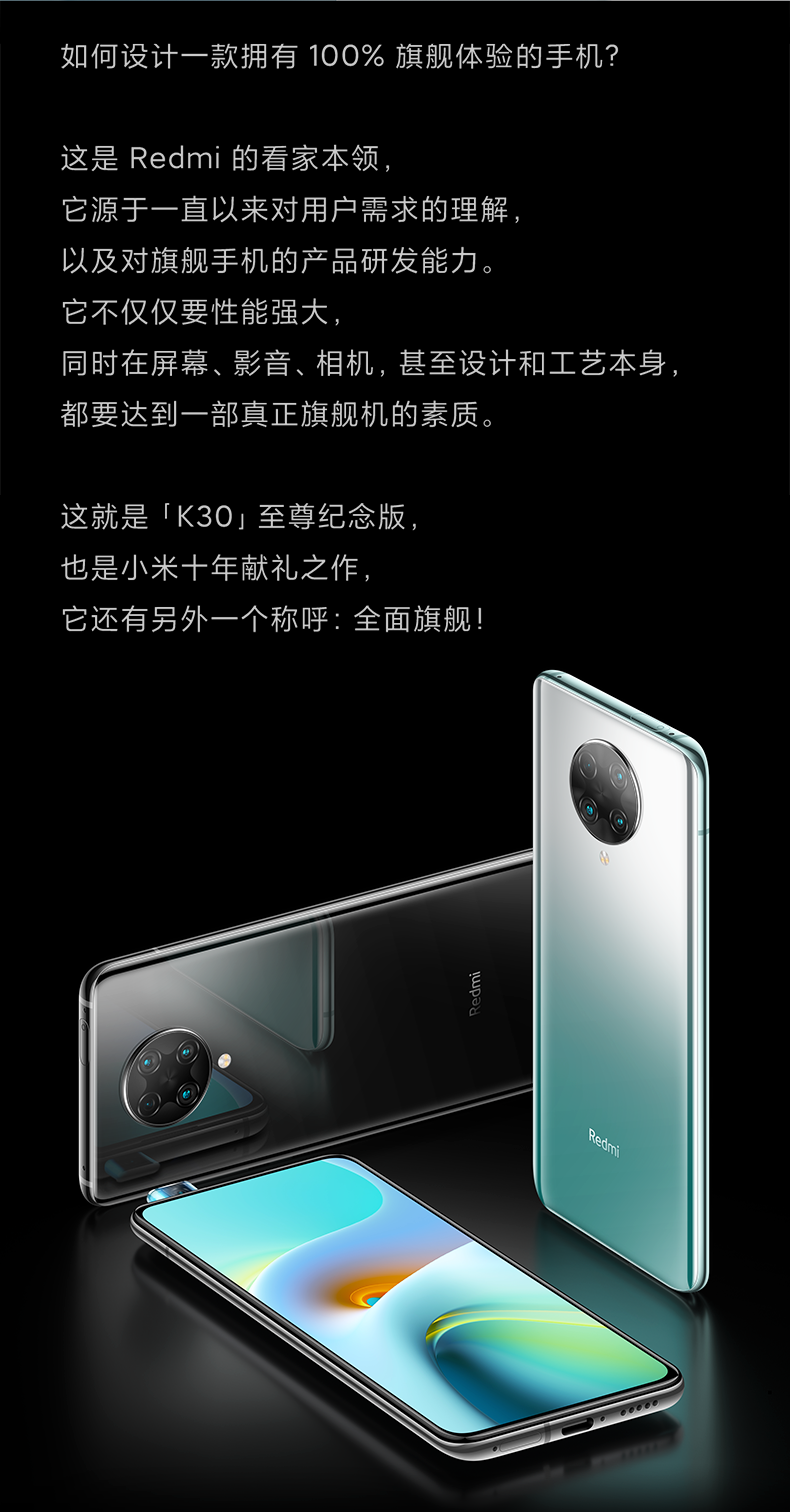 如何设计一款拥有 100% 旗舰体验的手机?
这是 Redmi 的看家本领,
它源于一直以来对用户需求的理解,
以及对旗舰手机的产品研发能力。
它不仅仅要性能强大,
同时在屏幕、影音、相机, 甚至设计和工艺本身,
都要达到一部真正旗舰机的素质。
这就是「K30」至尊纪念版,
也是小米十年献礼之作,
它还有另外一个称呼: 全面旗舰!
Redmi
Redmi